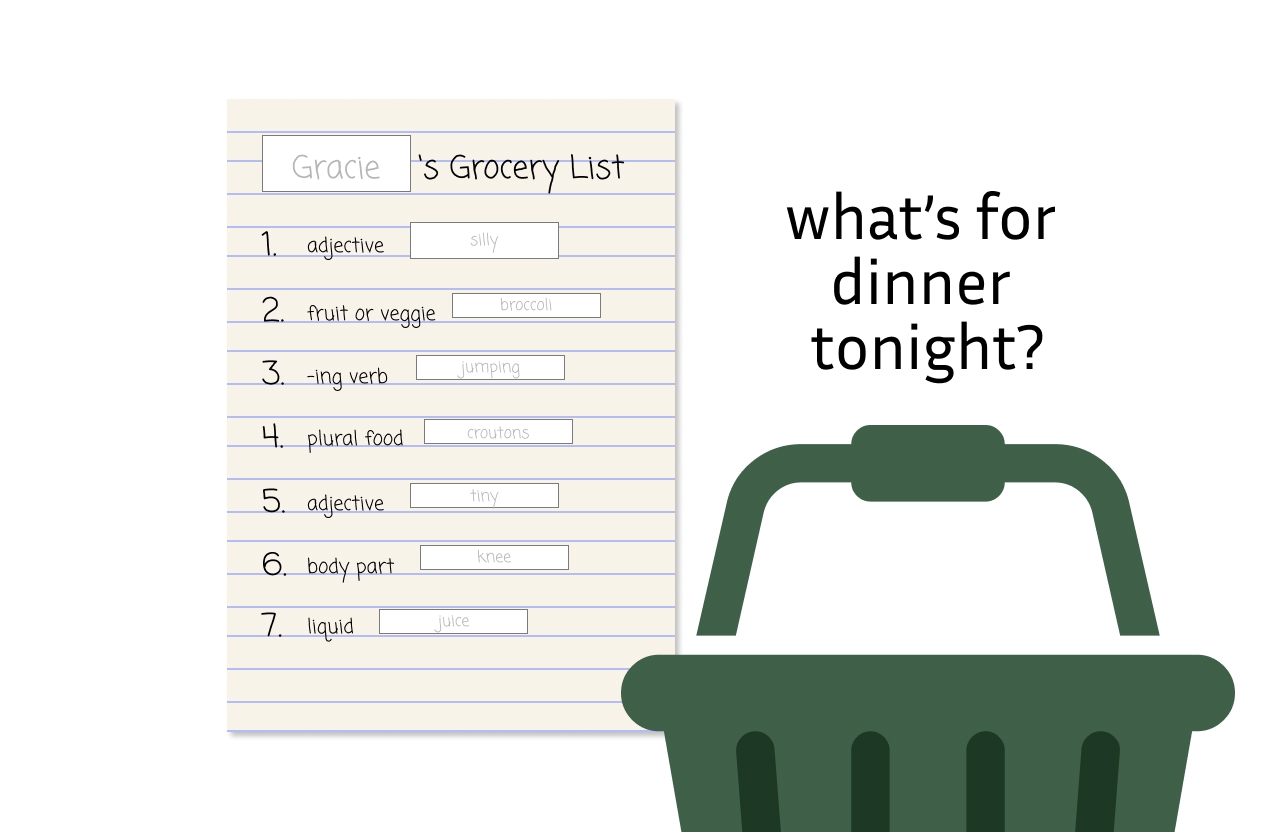 Gracie 's Grocery List
1. adjective silly
2. fruit or veggie broccoli
3. -ing verb jumping
4. plural food croutons
5. adjective tiny
6. body part knee
7. liquid juice
what's for
dinner
tonight?